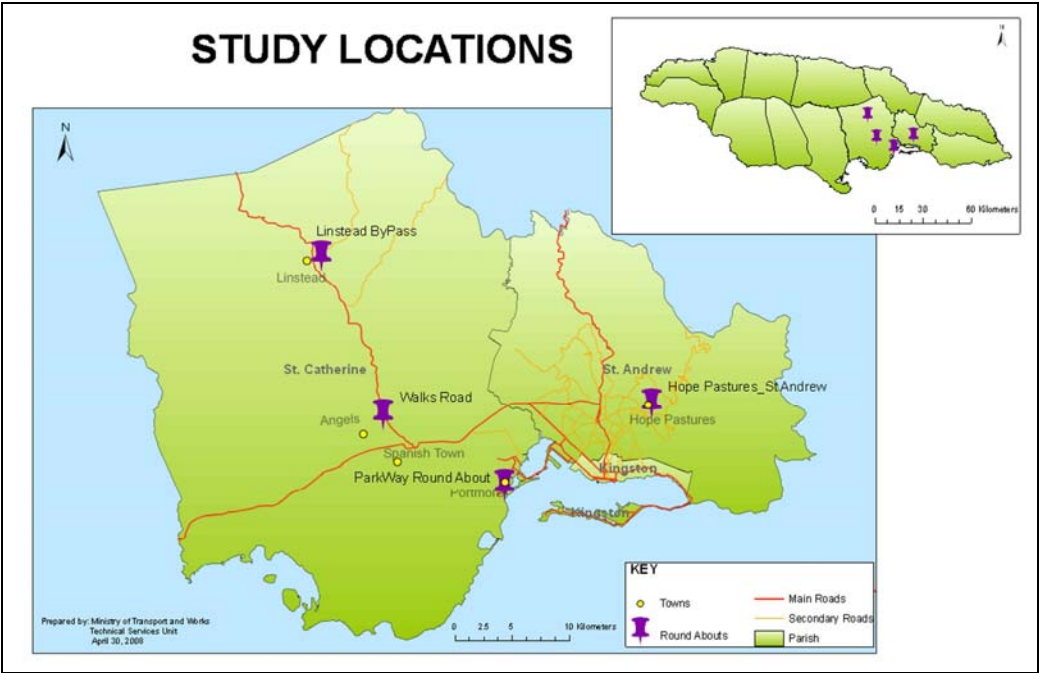 STUDY LOCATIONS
N
0 15 30 60 Kilometers
N
Linstead ByPass
Linstead
St. Catherine
St. Andrew
Hope Pastures_St.Andrew
Walks Road
Hope Pastures
Angels
Spanish Town
Kingston
ParkWay Round About
Portmore
Kingston
KEY
Towns
Main Roads
Secondary Roads
Round Abouts
Parish
Prepared by: Ministry of Transport and Works
Technical Services Unit
April 30, 2008
0 2.5 5 10 Kilometers